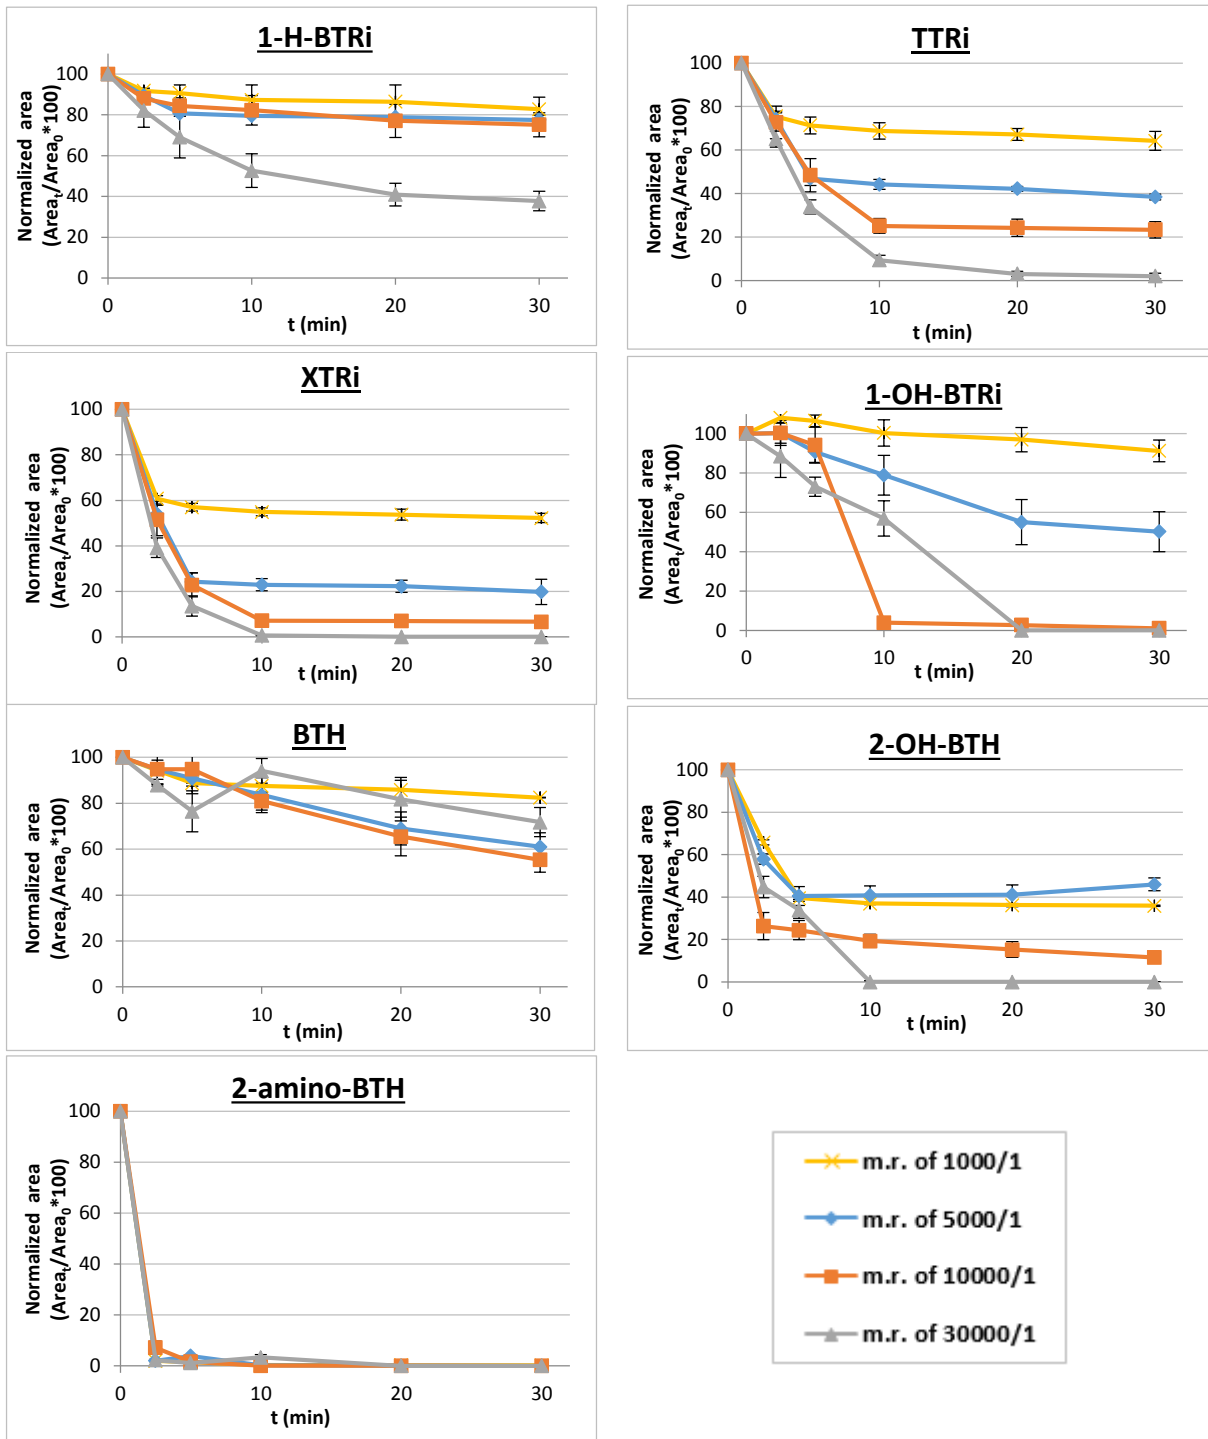 1-H-BTRi
Normalized area
(Areaₜ/Area₀*100)
100
80
60
40
20
0
0 10 20 30
t (min)
TTRi
Normalized area
(Areaₜ/Area₀*100)
100
80
60
40
20
0
0 10 20 30
t (min)
XTRi
Normalized area
(Areaₜ/Area₀*100)
100
80
60
40
20
0
0 10 20 30
t (min)
1-OH-BTRi
Normalized area
(Areaₜ/Area₀*100)
100
80
60
40
20
0
0 10 20 30
t (min)
BTH
Normalized area
(Areaₜ/Area₀*100)
100
80
60
40
20
0
0 10 20 30
t (min)
2-OH-BTH
Normalized area
(Areaₜ/Area₀*100)
100
80
60
40
20
0
0 10 20 30
t (min)
2-amino-BTH
Normalized area
(Areaₜ/Area₀*100)
100
80
60
40
20
0
0 10 20 30
t (min)
m.r. of 1000/1
m.r. of 5000/1
m.r. of 10000/1
m.r. of 30000/1